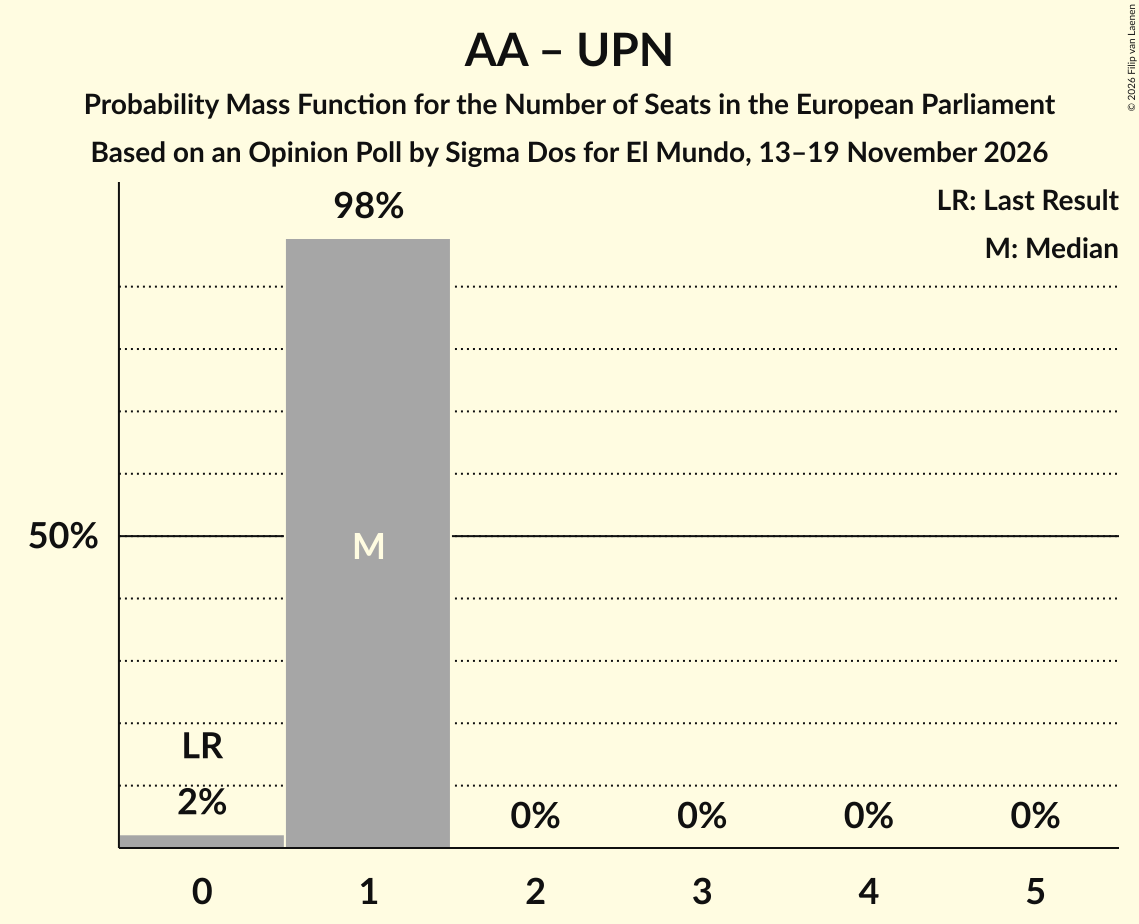 AA – UPN
Probability Mass Function for the Number of Seats in the European Parliament
Based on an Opinion Poll by Sigma Dos for El Mundo, 13–19 November 2026
© 2026 Filip van Laenen
LR: Last Result
M: Median
98%
50%
M
LR
2%
0%
0%
0%
0%
0
1
2
3
4
5